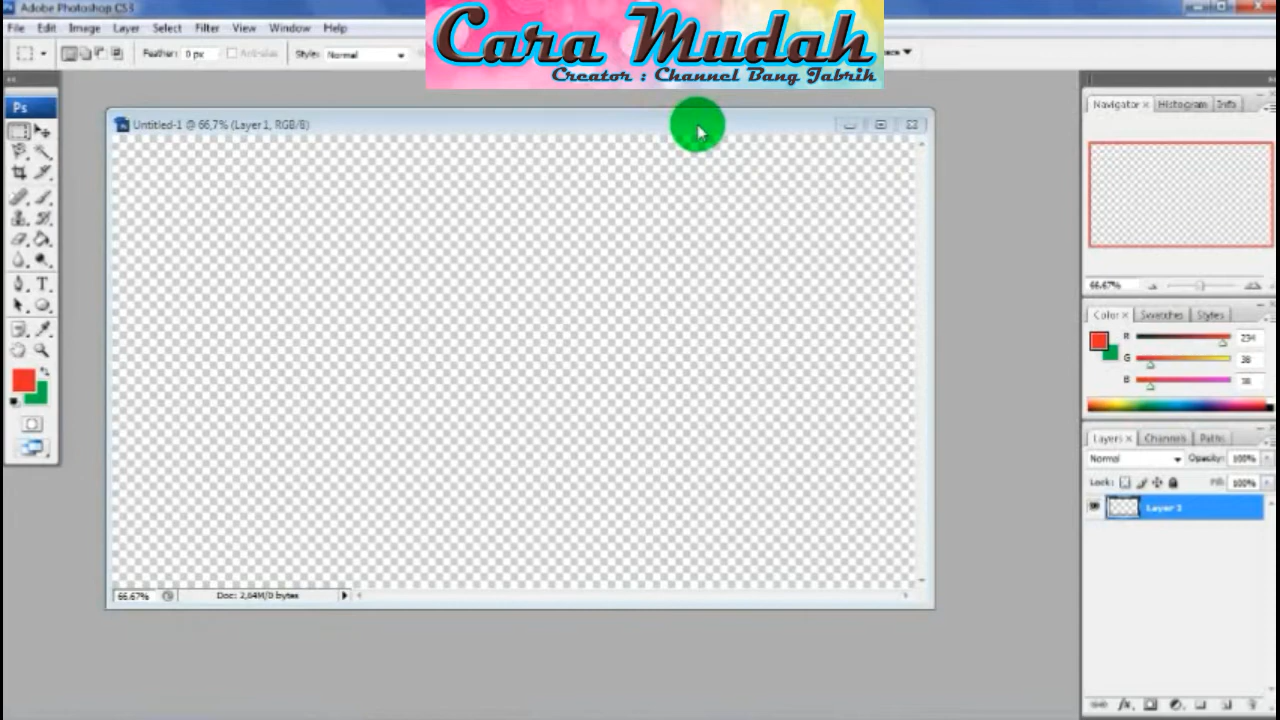 Adobe Photoshop CS3
Cara Mudah
Creator : Channel Bang Jabrik
File Edit Image Layer Select Filter View Window Help
Feather: 0 px Anti-alias Style: Normal
Ps
Untitled-1 @ 66,7% (Layer 1, RGB/8)
Navigator x Histogram Info
66.67%
Color x Swatches Styles
R 234
G 38
B 38
Layers x Channels Paths
Normal Opacity: 100%
Lock: Fill: 100%
Layer 1
66.67% Doc: 2,64M/0 bytes